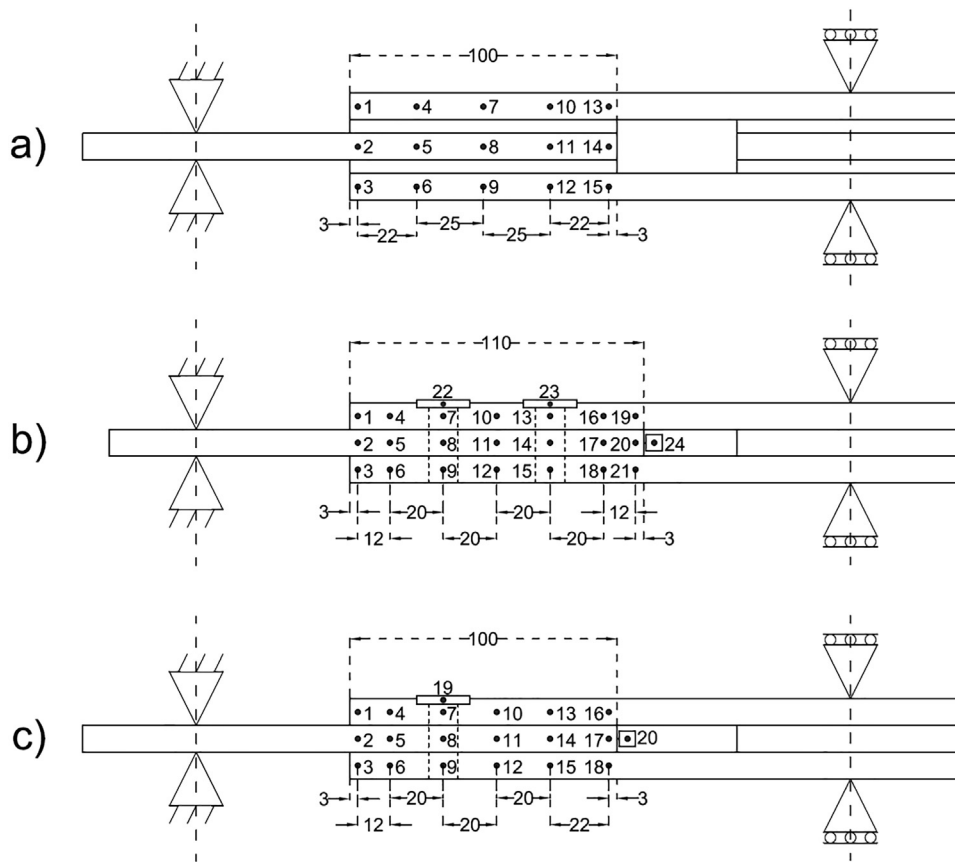 100
1 4 7 10 13
a)
2 5 8 11 14
3 6 9 12 15
3 25 22
22 25 3
110
22 23
1 4 7 10 13 16 19
b)
2 5 8 11 14 17 20 24
3 6 9 12 15 18 21
3 20 20 12
12 20 20 3
100
19
1 4 7 10 13 16
c)
2 5 8 11 14 17 20
3 6 9 12 15 18
3 20 20 3
12 20 22